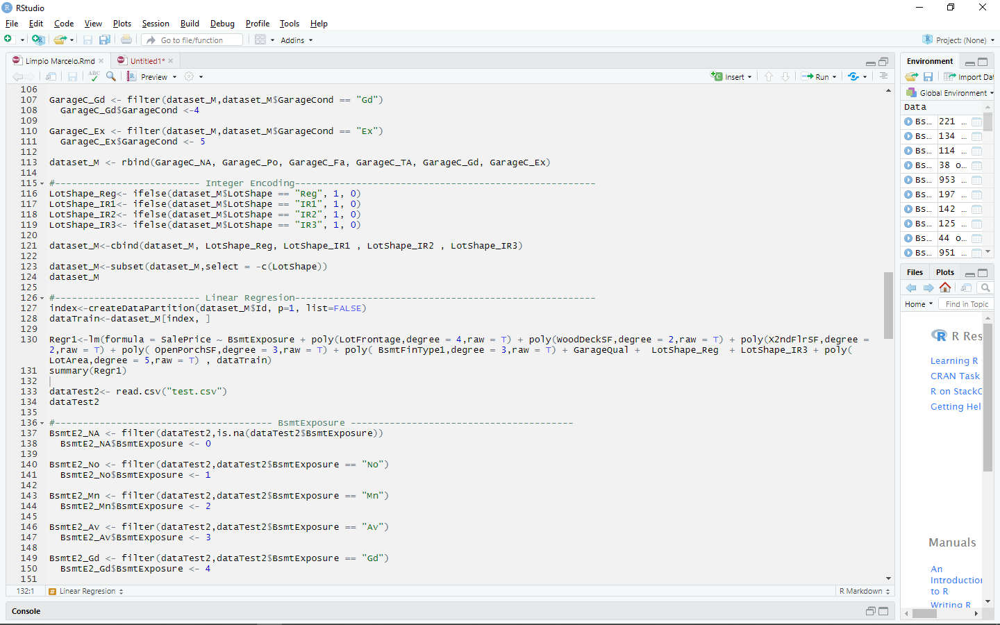 RStudio
File Edit Code View Plots Session Build Debug Profile Tools Help
Go to file/function Addins Project: (None)
Limpio Marcelo.Rmd Untitled1*
ABC Preview Insert Run
106
107 GarageC_Gd <- filter(dataset_M,dataset_M$GarageCond == "Gd")
108   GarageC_Gd$GarageCond <-4
109
110 GarageC_Ex <- filter(dataset_M,dataset_M$GarageCond == "Ex")
111   GarageC_Ex$GarageCond <- 5
112
113 dataset_M <- rbind(GarageC_NA, GarageC_Po, GarageC_Fa, GarageC_TA, GarageC_Gd, GarageC_Ex)
114
115 #-------------------------- Integer Encoding------------------------------------------------------
116 LotShape_Reg<- ifelse(dataset_M$LotShape == "Reg", 1, 0)
117 LotShape_IR1<- ifelse(dataset_M$LotShape == "IR1", 1, 0)
118 LotShape_IR2<- ifelse(dataset_M$LotShape == "IR2", 1, 0)
119 LotShape_IR3<- ifelse(dataset_M$LotShape == "IR3", 1, 0)
120
121 dataset_M<-cbind(dataset_M, LotShape_Reg, LotShape_IR1 , LotShape_IR2 , LotShape_IR3)
122
123 dataset_M<-subset(dataset_M,select = -c(LotShape))
124 dataset_M
125
126 #-------------------------- Linear Regresion------------------------------------------------------
127 index<-createDataPartition(dataset_M$Id, p=1, list=FALSE)
128 dataTrain<-dataset_M[index, ]
129
130 Regr1<-lm(formula = SalePrice ~ BsmtExposure + poly(LotFrontage,degree = 4,raw = T) + poly(WoodDeckSF,degree = 2,raw = T) + poly(X2ndFlrSF,degree =
2,raw = T) + poly( OpenPorchSF,degree = 3,raw = T) + poly( BsmtFinType1,degree = 3,raw = T) + GarageQual +  LotShape_Reg  + LotShape_IR3 + poly(
LotArea,degree = 5,raw = T) , dataTrain)
131 summary(Regr1)
132
133 dataTest2<- read.csv("test.csv")
134 dataTest2
135
136 #--------------------------------------- BsmtExposure ----------------------------------------
137 BsmtE2_NA <- filter(dataTest2,is.na(dataTest2$BsmtExposure))
138   BsmtE2_NA$BsmtExposure <- 0
139
140 BsmtE2_No <- filter(dataTest2,dataTest2$BsmtExposure == "No")
141   BsmtE2_No$BsmtExposure <- 1
142
143 BsmtE2_Mn <- filter(dataTest2,dataTest2$BsmtExposure == "Mn")
144   BsmtE2_Mn$BsmtExposure <- 2
145
146 BsmtE2_Av <- filter(dataTest2,dataTest2$BsmtExposure == "Av")
147   BsmtE2_Av$BsmtExposure <- 3
148
149 BsmtE2_Gd <- filter(dataTest2,dataTest2$BsmtExposure == "Gd")
150   BsmtE2_Gd$BsmtExposure <- 4
151
132:1 # Linear Regresion R Markdown
Console
Environment
Import Dat
Global Environment
Data
Bs… 221 …
Bs… 134 …
Bs… 114 …
Bs… 38 o…
Bs… 953 …
Bs… 197 …
Bs… 142 …
Bs… 125 …
Bs… 44 o…
Bs… 951 …
Files Plots
Home Find in Topic
R Res
Learning R
CRAN Task
R on StackO
Getting Hel
Manuals
An
Introduction
to R
Writing R